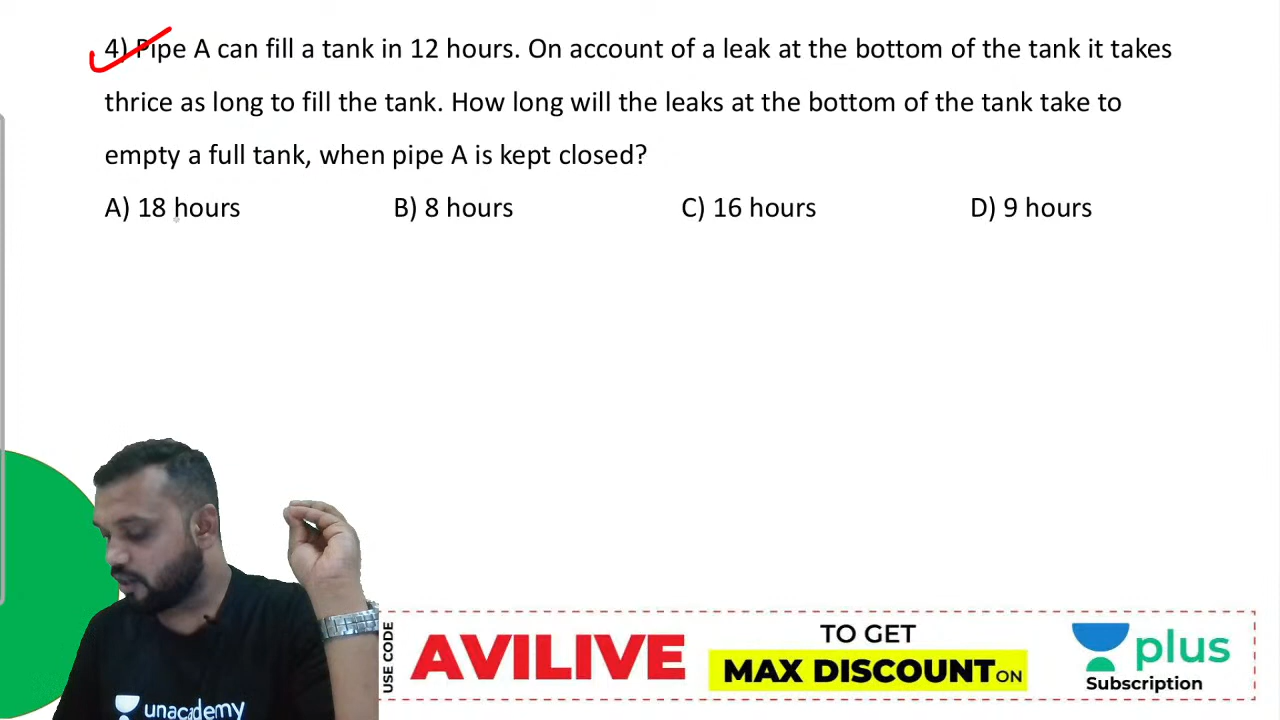 4) Pipe A can fill a tank in 12 hours. On account of a leak at the bottom of the tank it takes
thrice as long to fill the tank. How long will the leaks at the bottom of the tank take to
empty a full tank, when pipe A is kept closed?
A) 18 hours B) 8 hours C) 16 hours D) 9 hours
USE CODE
AVILIVE
TO GET
MAX DISCOUNT ON
plus
Subscription
unacademy